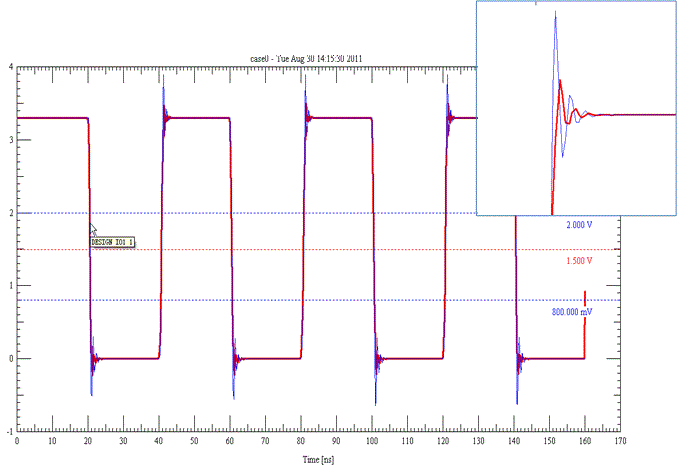 case0 - Tue Aug 30 14:15:30 2011
4
3
2
1
0
-1
2.000 V
1.500 V
800.000 mV
DESIGN IO1 1
0 10 20 30 40 50 60 70 80 90 100 110 120 130 140 150 160 170
Time [ns]